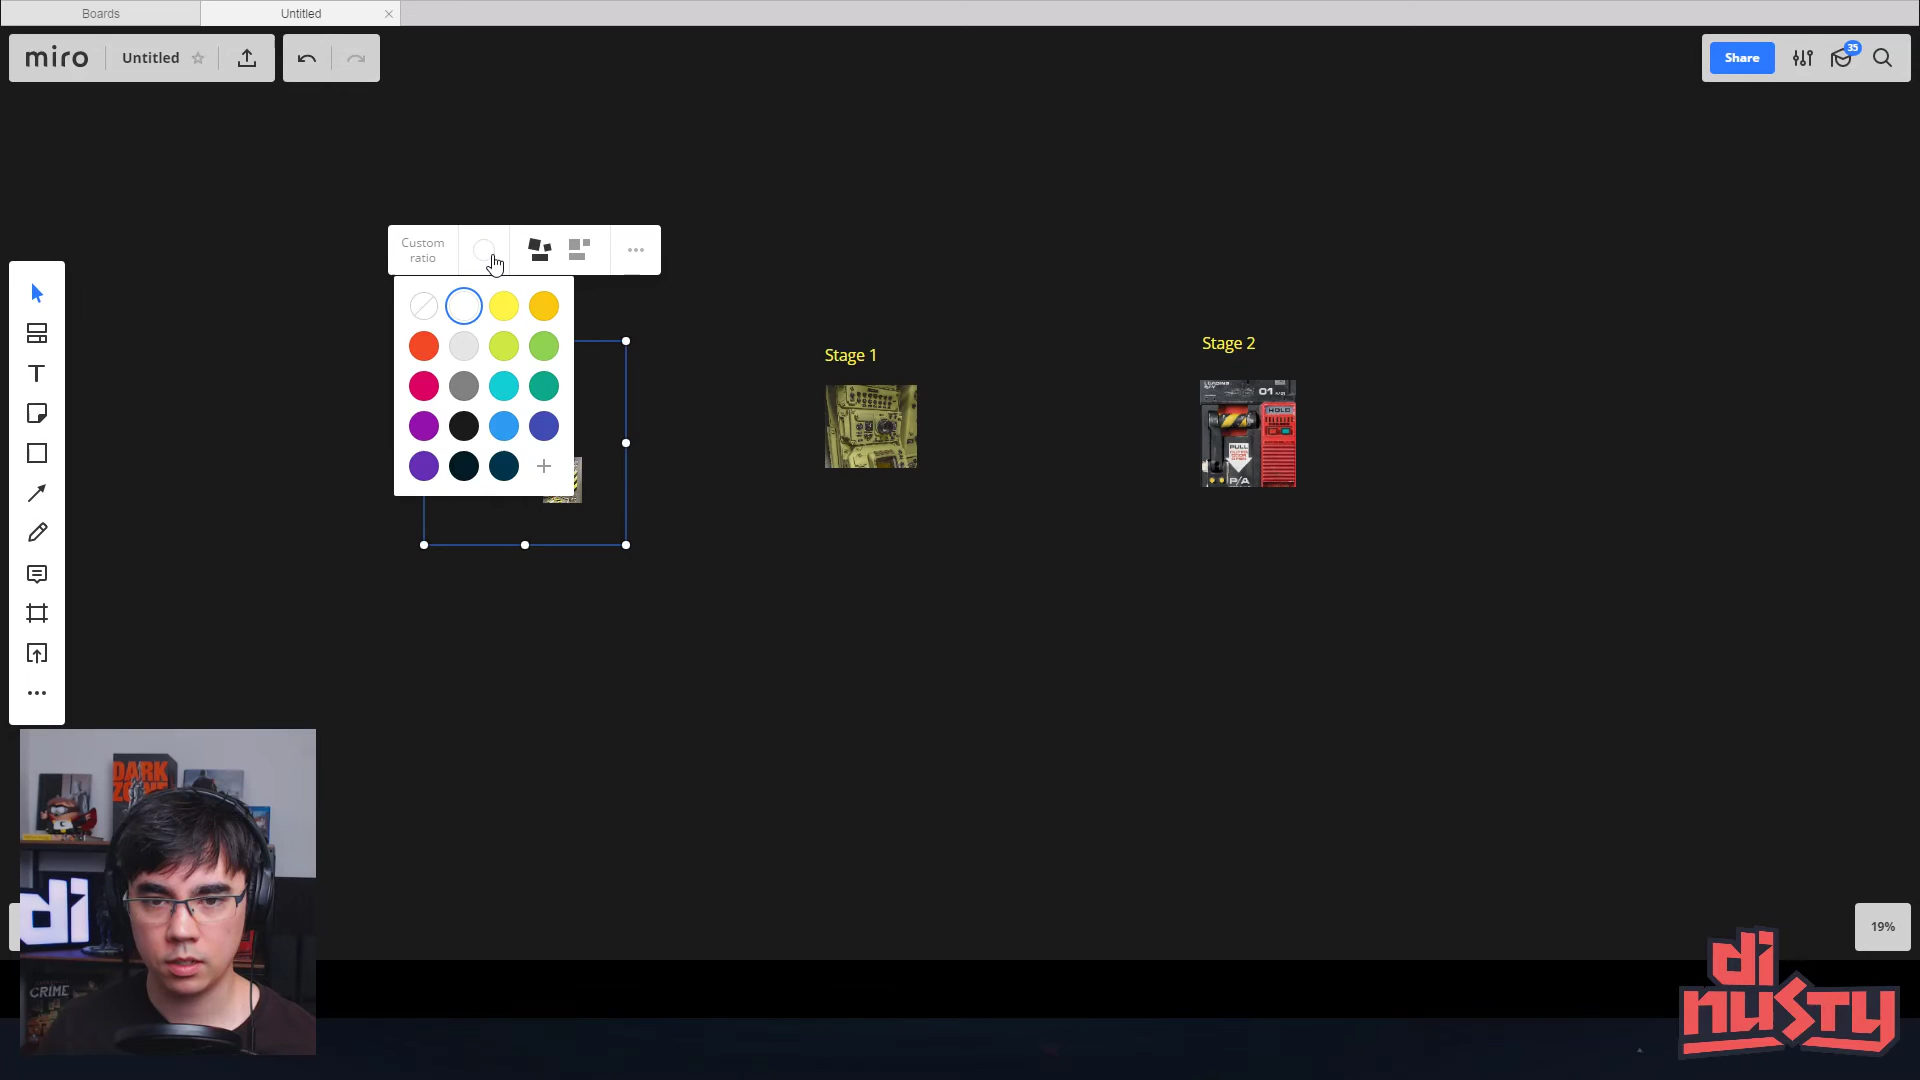 Boards
Untitled
miro
Untitled
Share
35
Custom
ratio
Stage 1
Stage 2
01
HOLD
PULL
P/A
DARK
ZONE
di
CRIME
19%
di
nusty